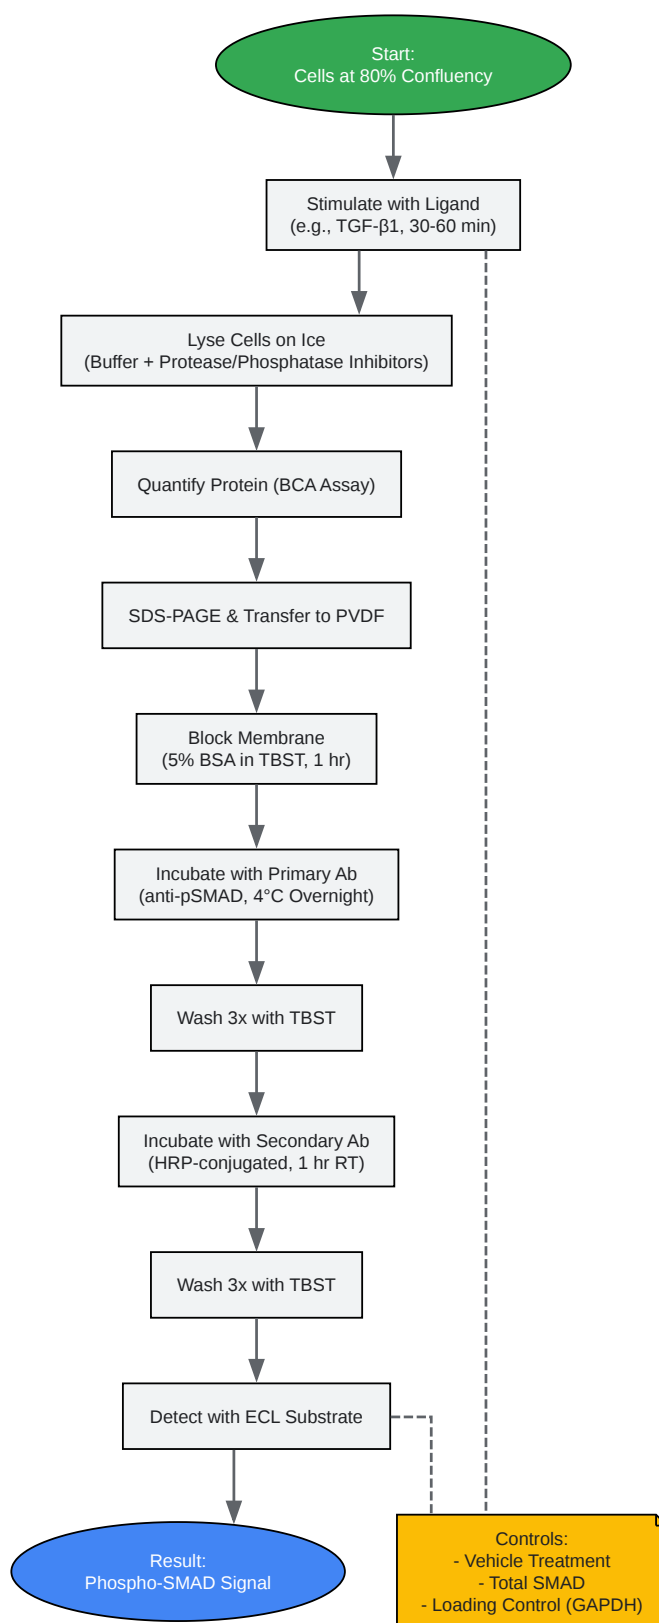 Start:
Cells at 80% Confluency
Stimulate with Ligand
(e.g., TGF-β1, 30-60 min)
Lyse Cells on Ice
(Buffer + Protease/Phosphatase Inhibitors)
Quantify Protein (BCA Assay)
SDS-PAGE & Transfer to PVDF
Block Membrane
(5% BSA in TBST, 1 hr)
Incubate with Primary Ab
(anti-pSMAD, 4°C Overnight)
Wash 3x with TBST
Incubate with Secondary Ab
(HRP-conjugated, 1 hr RT)
Wash 3x with TBST
Detect with ECL Substrate
Result:
Phospho-SMAD Signal
Controls:
- Vehicle Treatment
- Total SMAD
- Loading Control (GAPDH)